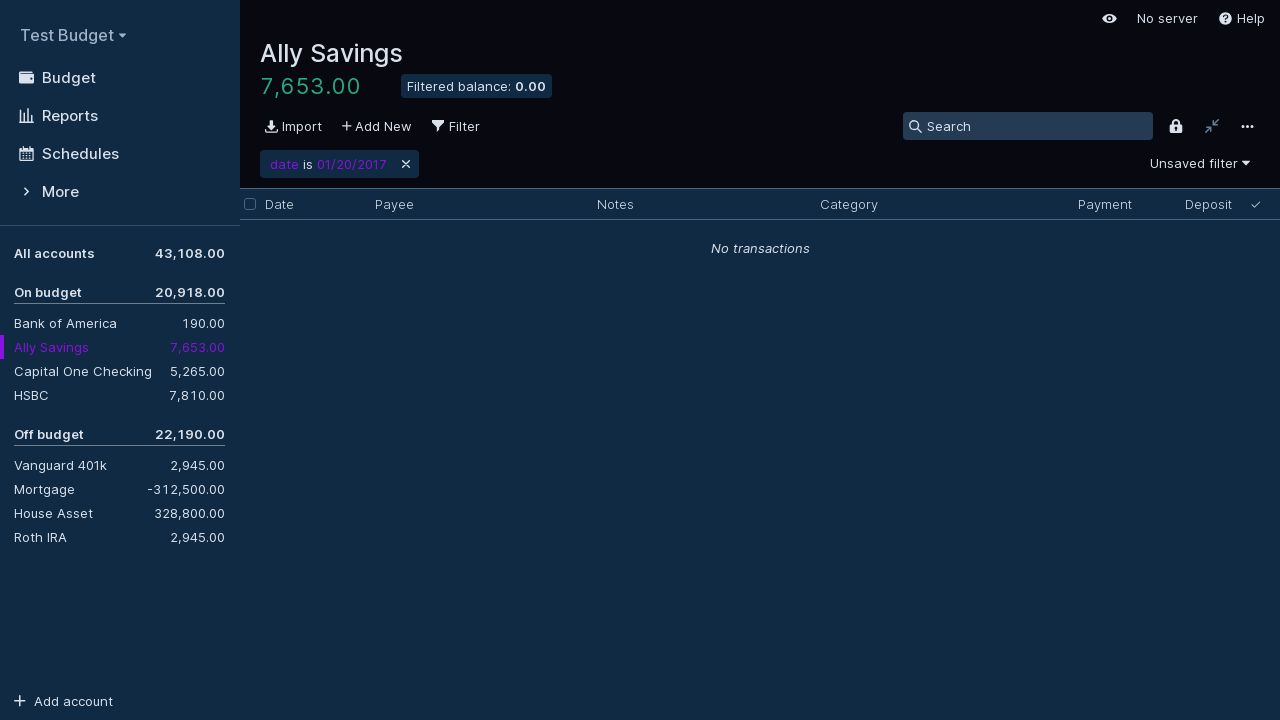 Test Budget
Budget
Reports
Schedules
More
All accounts 43,108.00
On budget 20,918.00
Bank of America 190.00
Ally Savings 7,653.00
Capital One Checking 5,265.00
HSBC 7,810.00
Off budget 22,190.00
Vanguard 401k 2,945.00
Mortgage -312,500.00
House Asset 328,800.00
Roth IRA 2,945.00
Add account
No server Help
Ally Savings
7,653.00 Filtered balance: 0.00
Import Add New Filter Search
date is 01/20/2017 Unsaved filter
Date Payee Notes Category Payment Deposit
No transactions